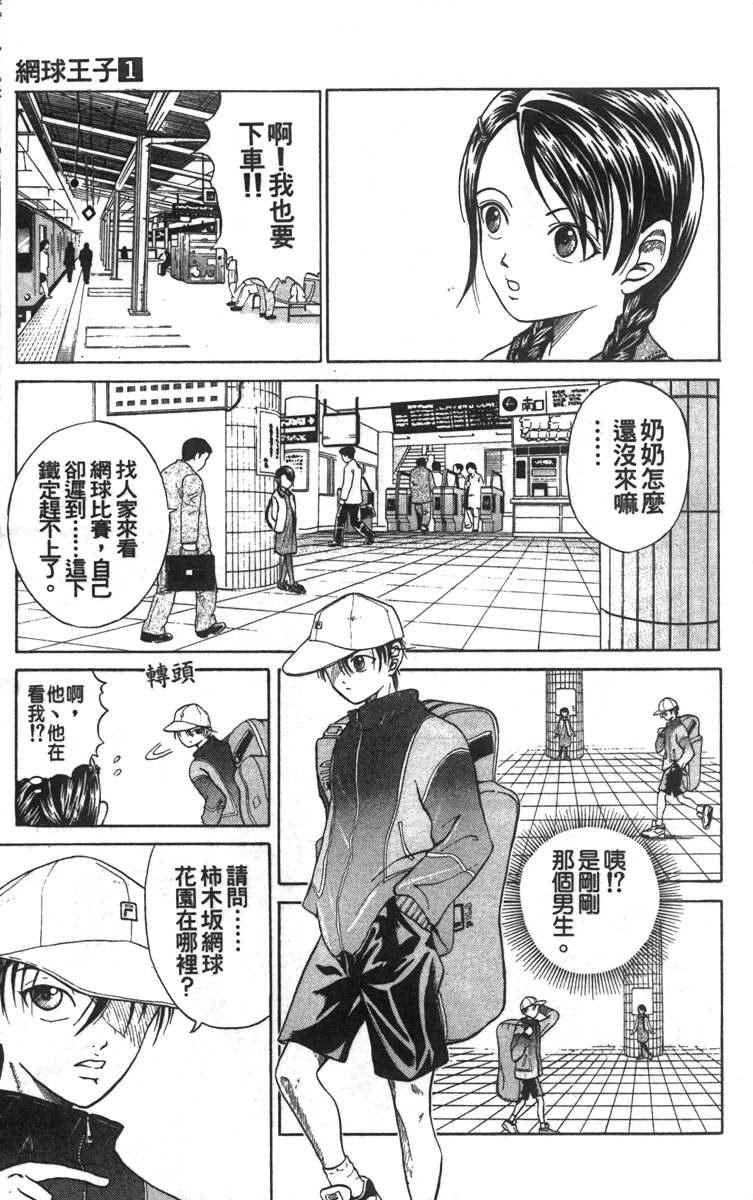 網球王子1
啊!我也要
下車!!
奶奶怎麼
還沒來嘛
……
南口
找人家來看
網球比賽,自己
卻遲到……這下
鐵定趕不上了。
咦!?
是剛剛
那個男生。
轉頭
啊,
他、他在
看我!?
請問……
柿木坂網球
花園在哪裡?
F